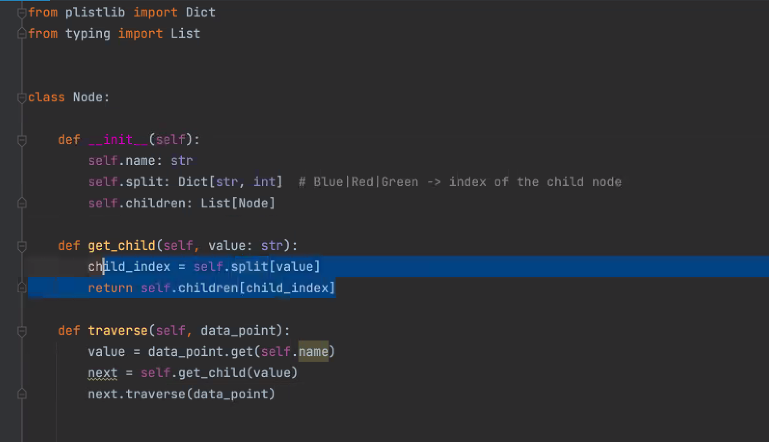 from plistlib import Dict
from typing import List
class Node:
def __init__(self):
self.name: str
self.split: Dict[str, int]  # Blue|Red|Green -> index of the child node
self.children: List[Node]
def get_child(self, value: str):
child_index = self.split[value]
return self.children[child_index]
def traverse(self, data_point):
value = data_point.get(self.name)
next = self.get_child(value)
next.traverse(data_point)